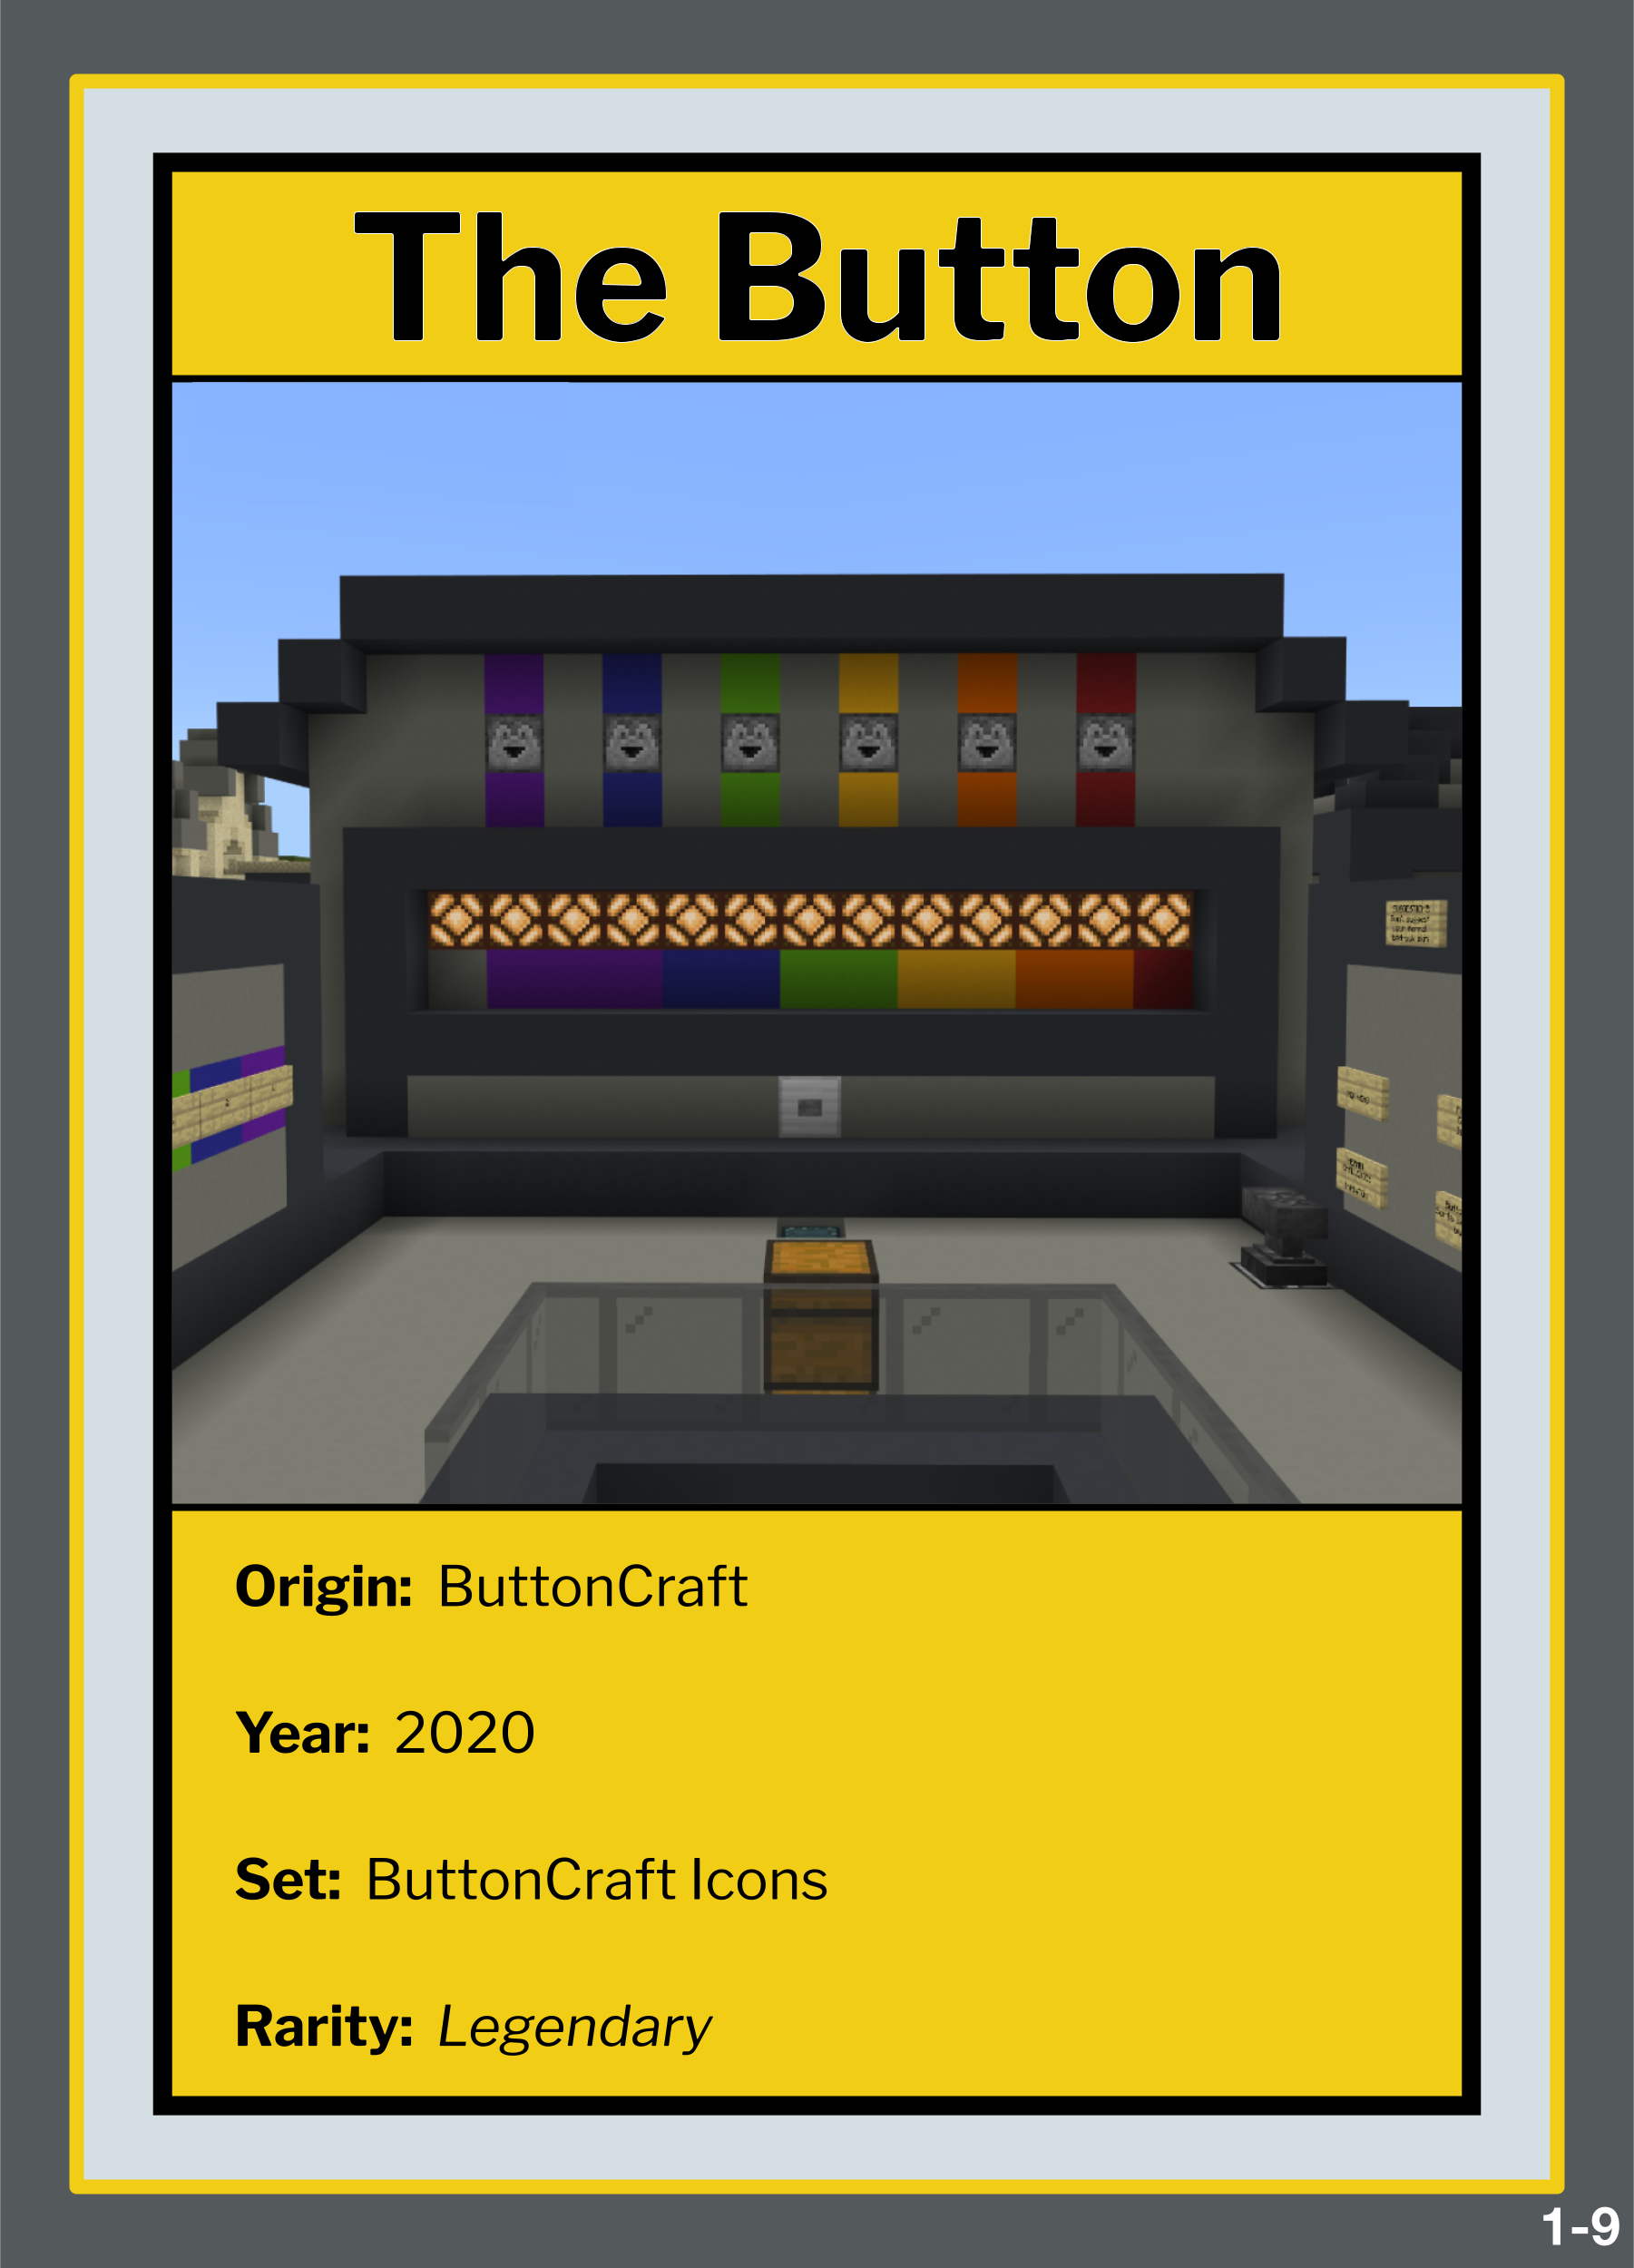 The Button
Origin: ButtonCraft
Year: 2020
Set: ButtonCraft Icons
Rarity: Legendary
1-9